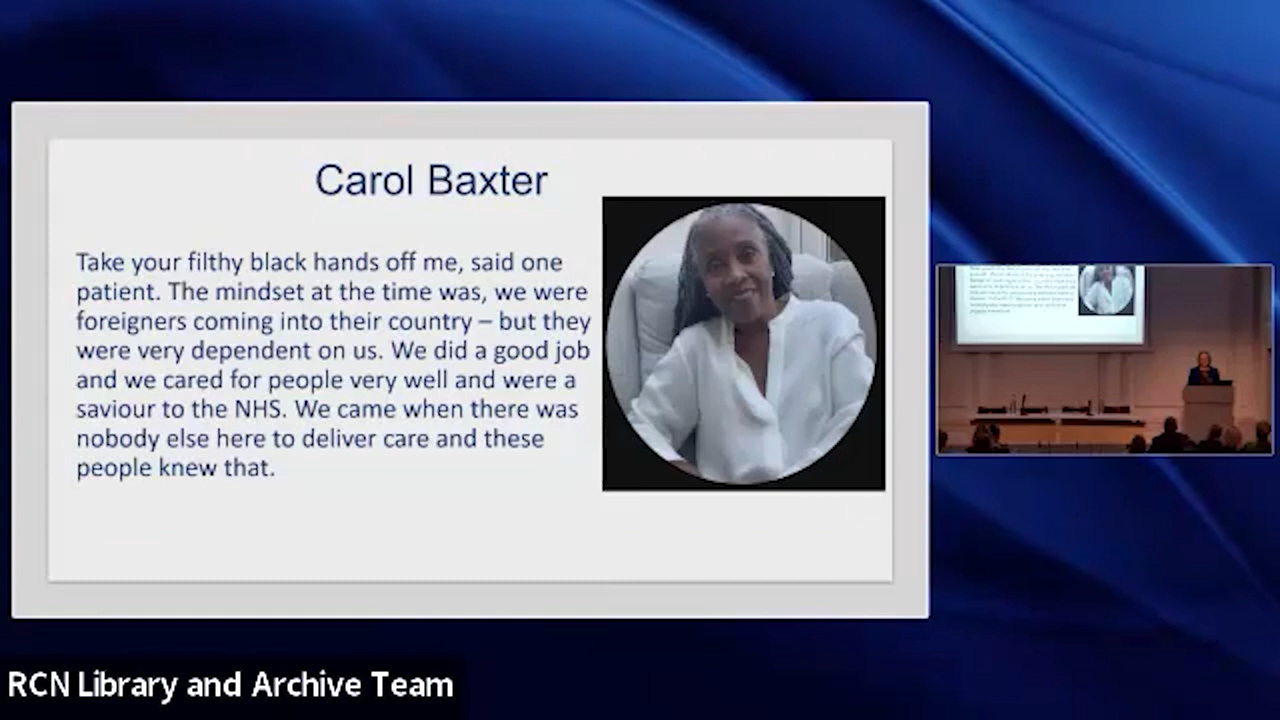 Carol Baxter
Take your filthy black hands off me, said one
patient. The mindset at the time was, we were
foreigners coming into their country – but they
were very dependent on us. We did a good job
and we cared for people very well and were a
saviour to the NHS. We came when there was
nobody else here to deliver care and these
people knew that.
RCN Library and Archive Team